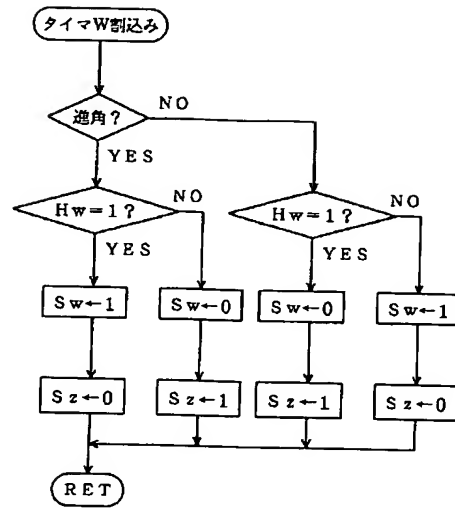 タイマW割込み
進角？
NO
YES
Hw=1？
NO
Hw=1？
NO
YES
YES
Sw←1
Sw←0
Sw←0
Sw←1
Sz←0
Sz←1
Sz←1
Sz←0
RET